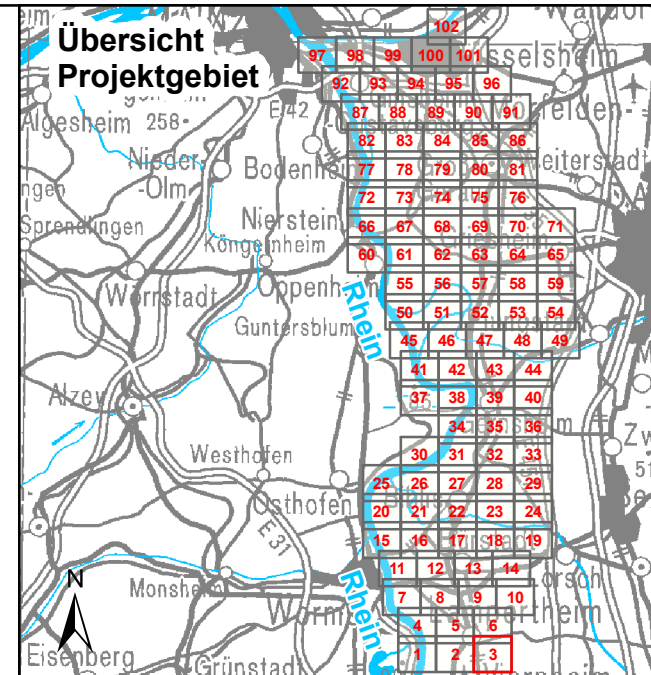 Übersicht
Projektgebiet
102
97 98 99 100 101
sselsheim
92 93 94 95 96
E 42
87 88 89 90 91
Algesheim 258
82 83 84 85 86
Nieder
-Olm
Bodenheim
77 78 79 80 81
Weiterstadt
72 73 74 75 76
Sprendlingen
Nierstein
66 67 68 69 70 71
Köngernheim
60 61 62 63 64 65
Wörrstadt
Oppenh
55 56 57 58 59
Rhein
50 51 52 53 54
Guntersblum
45 46 47 48 49
41 42 43 44
Alzey
37 38 39 40
34 35 36
Westhofen
30 31 32 33
25 26 27 28 29
Osthofen
20 21 22 23 24
E 31
15 16 17 18 19
11 12 13 14
Lorsch
N
Monsheim
Rhein
7 8 9 10
Worms
4 5 6
Eisenberg
Grünstadt
1 2 3